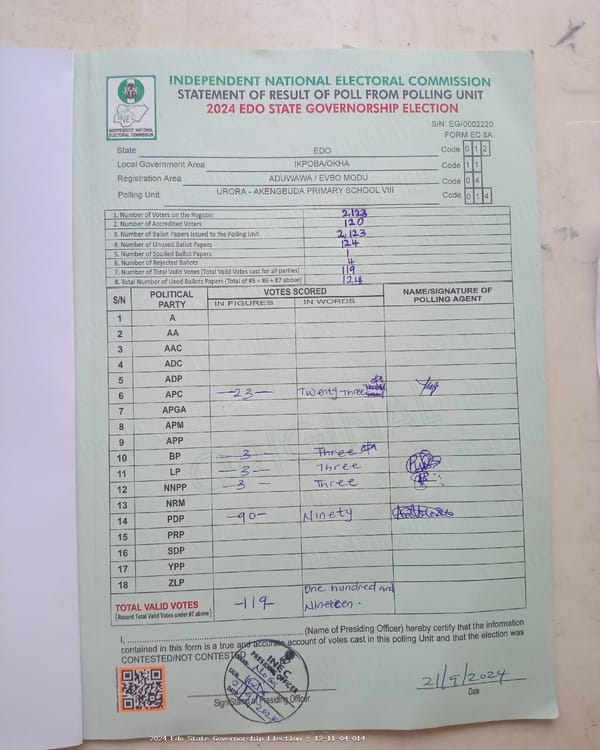 INDEPENDENT NATIONAL ELECTORAL COMMISSION
STATEMENT OF RESULT OF POLL FROM POLLING UNIT
2024 EDO STATE GOVERNORSHIP ELECTION
INEC
INDEPENDENT NATIONAL ELECTORAL COMMISSION
S/N: EG/0002220
FORM EC 8A
State EDO Code 0 1 2
Local Government Area IKPOBA/OKHA Code 1 1
Registration Area ADUWAWA / EVBO MODU Code 0 4
Polling Unit URORA - AKENGBUDA PRIMARY SCHOOL VIII Code 0 1 4
1. Number of Voters on the Register 2,123
2. Number of Accredited Voters 120
3. Number of Ballot Papers Issued to the Polling Unit 2,123
4. Number of Unused Ballot Papers 124
5. Number of Spoiled Ballot Papers 1
6. Number of Rejected Ballots 4
7. Number of Total Valid Votes (Total Valid Votes cast for all parties) 119
8. Total Number of Used Ballots Papers (Total of #5 + #6 + #7 above) 124
S/N POLITICAL PARTY VOTES SCORED NAME/SIGNATURE OF POLLING AGENT
IN FIGURES IN WORDS
1 A
2 AA
3 AAC
4 ADC
5 ADP
6 APC -23- Twenty Three
7 APGA
8 APM
9 APP
10 BP -3- Three
11 LP -3- Three
12 NNPP -3- Three
13 NRM
14 PDP -90- Ninety
15 PRP
16 SDP
17 YPP
18 ZLP
TOTAL VALID VOTES -119 One hundred and
(Record Total Valid Votes under #7 above) Nineteen.
I, (Name of Presiding Officer) hereby certify that the information
contained in this form is a true and accurate account of votes cast in this polling Unit and that the election was
CONTESTED/NOT CONTESTED
INEC
PRESIDING OFFICER
21/9/2024
Sign/Stamp of Presiding Officer
Date
2024 Edo State Governorship Election : 12-11-04-014